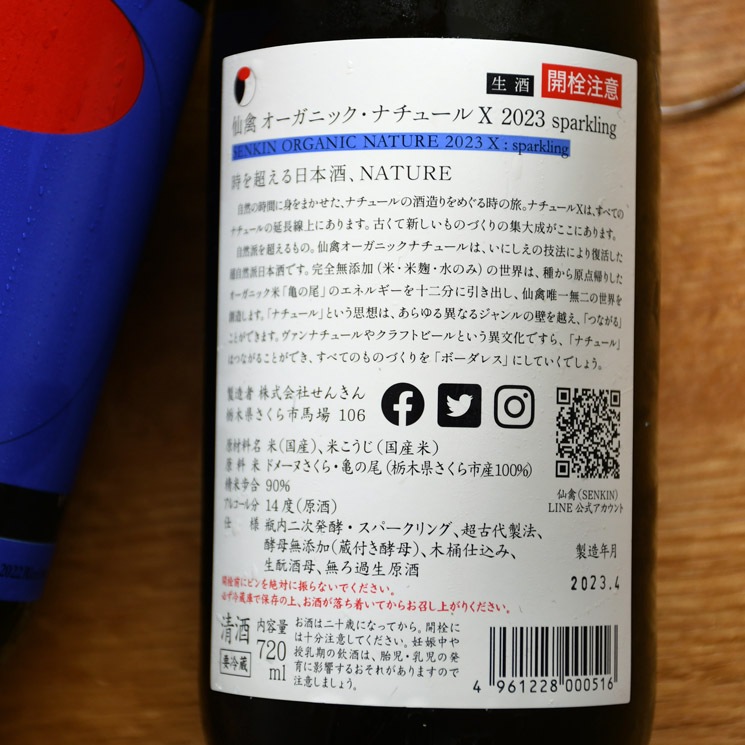 生酒
開栓注意
仙禽 オーガニック・ナチュール X 2023 sparkling
SENKIN ORGANIC NATURE 2023 X : sparkling
時を超える日本酒、NATURE
自然の時間に身をまかせた、ナチュールの酒造りをめぐる時の旅。ナチュールXは、すべての
ナチュールの延長線上にあります。古くて新しいものづくりの集大成がここにあります。
自然派を超えるもの。仙禽オーガニックナチュールは、いにしえの技法により復活した
超自然派日本酒です。完全無添加(米・米麹・水のみ)の世界は、種から原点帰りした
オーガニック米「亀の尾」のエネルギーを十二分に引き出し、仙禽唯一無二の世界を
創造します。「ナチュール」という思想は、あらゆる異なるジャンルの壁を越え、「つながる」
ことができます。ヴァンナチュールやクラフトビールという異文化ですら、「ナチュール」
はつながることができ、すべてのものづくりを「ボーダレス」にしていくでしょう。
製造者 株式会社せんきん
栃木県さくら市馬場 106
原材料名 米(国産)、米こうじ(国産米)
原料米 ドメーヌさくら・亀の尾(栃木県さくら市産100%)
精米歩合 90%
アルコール分 14度(原酒)
仕様 瓶内二次発酵・スパークリング、超古代製法、
酵母無添加(蔵付き酵母)、木桶仕込み、
生酛酒母、無ろ過生原酒
仙禽(SENKIN)
LINE 公式アカウント
製造年月
2023.4
開栓前にビンを絶対に振らないでください。
必ず冷蔵庫で保存の上、お酒が落ち着いてからお召し上がりください。
清酒
要冷蔵
内容量
720
ml
お酒は二十歳になってから。開栓に
は十分注意してください。妊娠中や
授乳期の飲酒は、胎児・乳児の発
育に影響するおそれがありますので
注意しましょう。
4 961228 000516